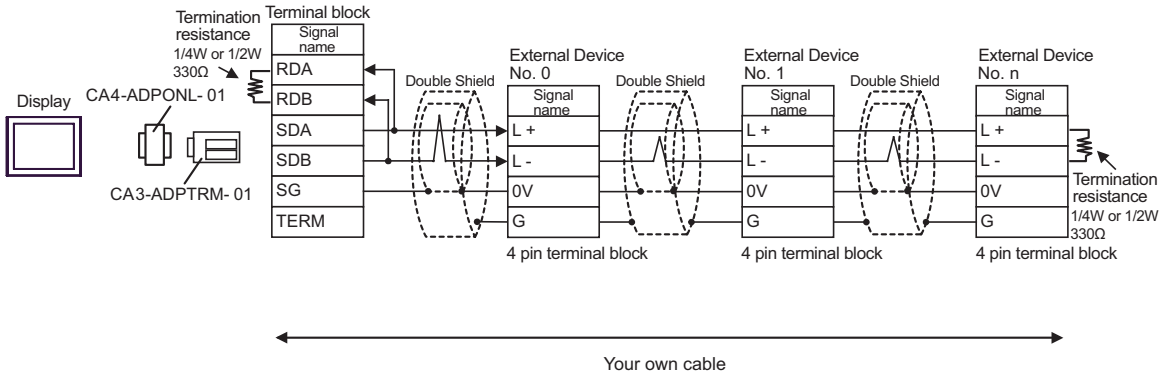 Display
CA4-ADPONL- 01
CA3-ADPTRM- 01
Termination
resistance
1/4W or 1/2W
330Ω
Terminal block
Signal
name
RDA
RDB
SDA
SDB
SG
TERM
Double Shield
External Device
No. 0
Signal
name
L +
L -
0V
G
4 pin terminal block
Double Shield
External Device
No. 1
Signal
name
L +
L -
0V
G
4 pin terminal block
Double Shield
External Device
No. n
Signal
name
L +
L -
0V
G
4 pin terminal block
Termination
resistance
1/4W or 1/2W
330Ω
Your own cable